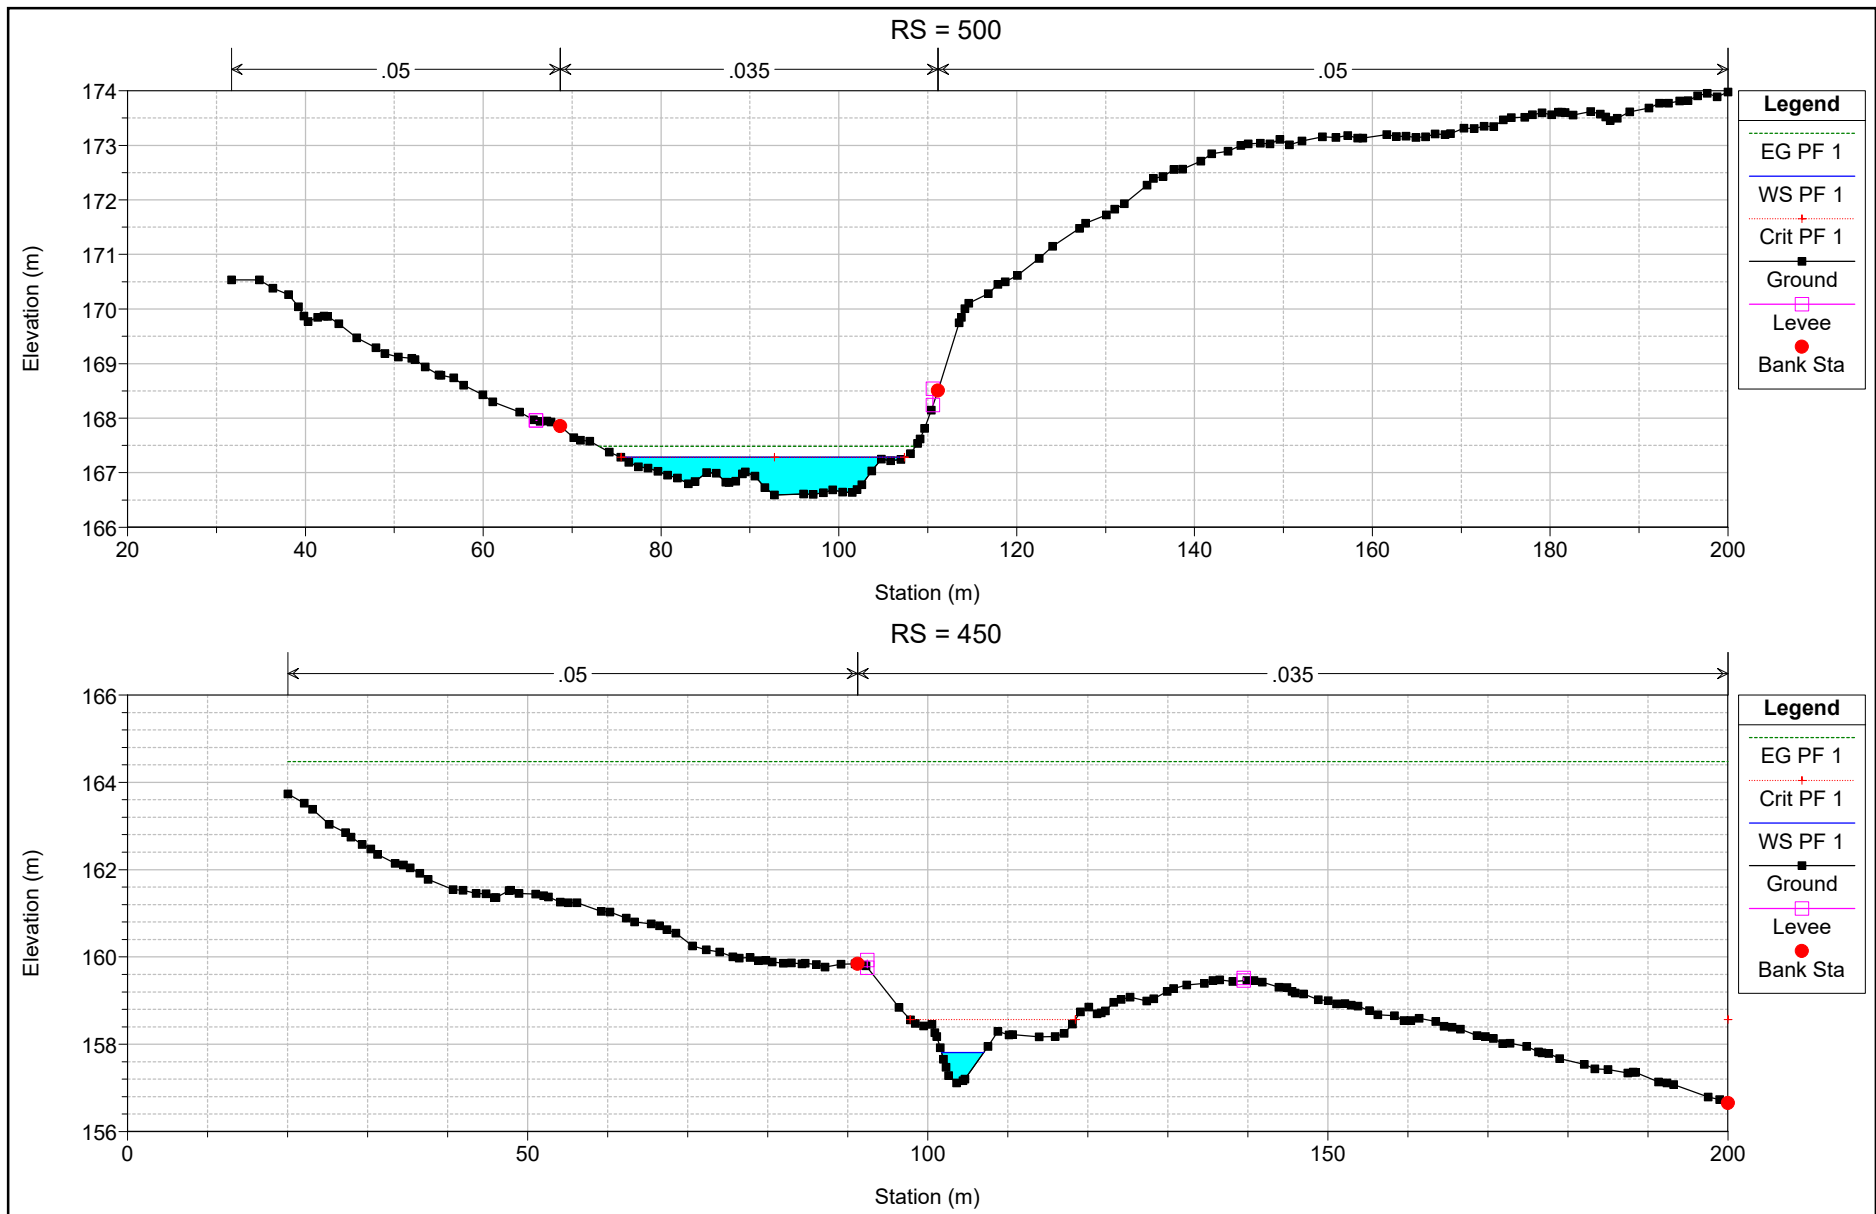 RS = 500
.05 .035 .05
174
173
172
171
170
169
168
167
166
Elevation (m)
20 40 60 80 100 120 140 160 180 200
Station (m)
Legend
EG PF 1
WS PF 1
Crit PF 1
Ground
Levee
Bank Sta
RS = 450
.05 .035
166
164
162
160
158
156
Elevation (m)
0 50 100 150 200
Station (m)
Legend
EG PF 1
Crit PF 1
WS PF 1
Ground
Levee
Bank Sta